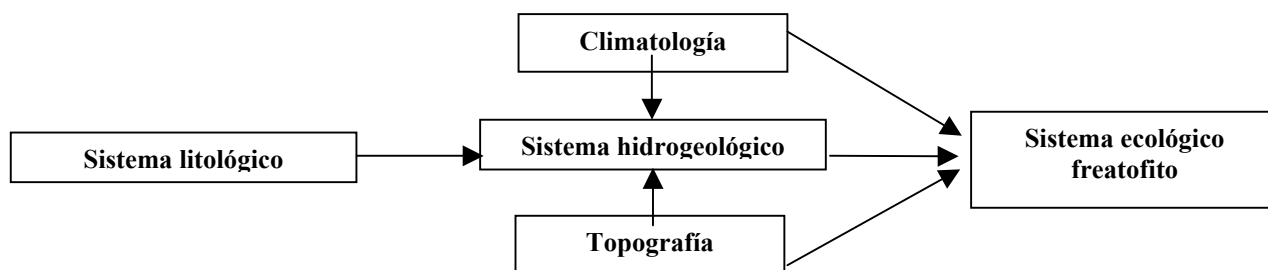 Climatología
Sistema litológico
Sistema hidrogeológico
Sistema ecológico
freatofito
Topografía